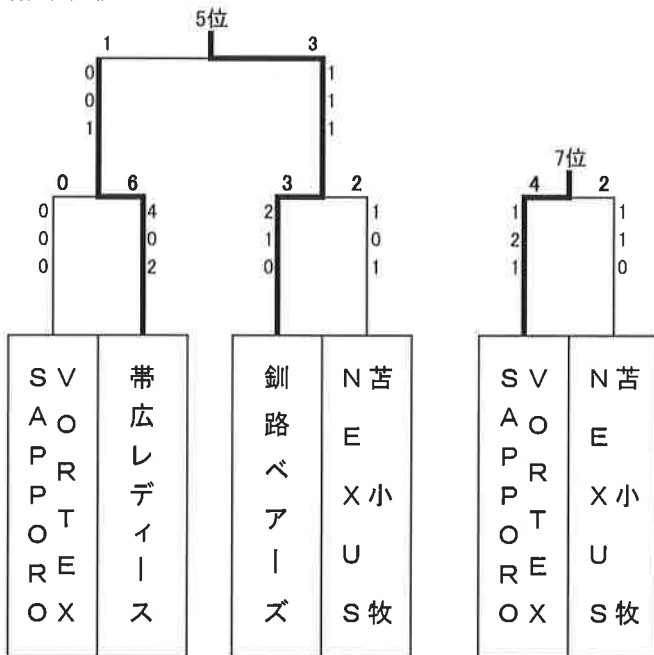 5位
1 3
0 1
0 1
1 1
7位
0 6 3 2 4 2
0 4 2 1 1 1
0 0 1 0 2 1
0 2 0 1 1 0
VORTEX
SAPPORO
帯広レディース
釧路ベアーズ
苫小牧
NEXUS
VORTEX
SAPPORO
苫小牧
NEXUS